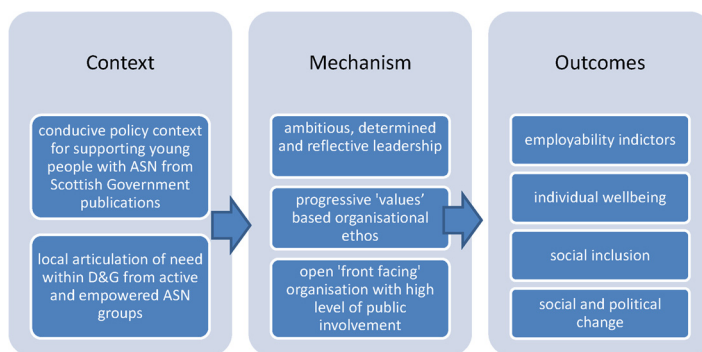 Context
conducive policy context
for supporting young
people with ASN from
Scottish Government
publications
local articulation of need
within D&G from active
and empowered ASN
groups
Mechanism
ambitious, determined
and reflective leadership
progressive 'values’
based organisational
ethos
open 'front facing'
organisation with high
level of public
involvement
Outcomes
employability indictors
individual wellbeing
social inclusion
social and political
change